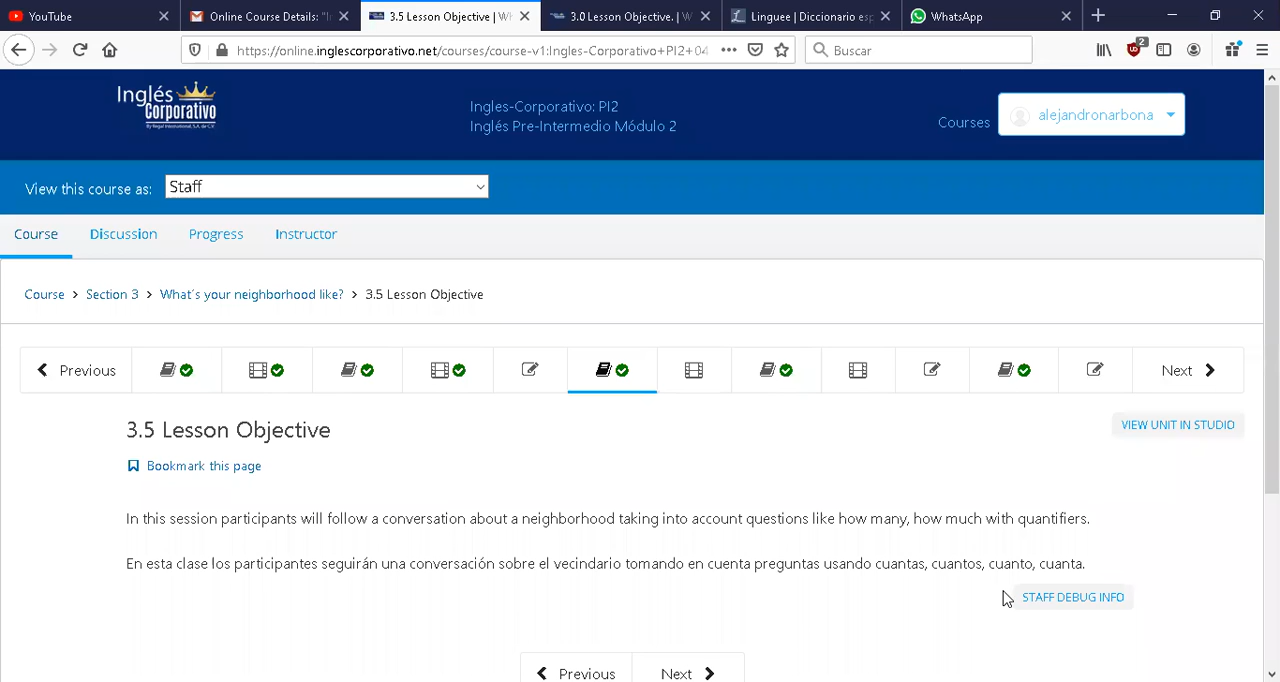 YouTube
Online Course Details: "I
3.5 Lesson Objective | Wh
3.0 Lesson Objective. | W
Linguee | Diccionario esp
WhatsApp
https://online.inglescorporativo.net/courses/course-v1:Ingles-Corporativo+PI2+04
Buscar
2
Inglés
Corporativo
By Regal International, S.A. de C.V.
Ingles-Corporativo: PI2
Inglés Pre-Intermedio Módulo 2
Courses
alejandronarbona
View this course as:
Staff
Course
Discussion
Progress
Instructor
Course > Section 3 > What´s your neighborhood like? > 3.5 Lesson Objective
Previous
Next
3.5 Lesson Objective
VIEW UNIT IN STUDIO
Bookmark this page
In this session participants will follow a conversation about a neighborhood taking into account questions like how many, how much with quantifiers.
En esta clase los participantes seguirán una conversación sobre el vecindario tomando en cuenta preguntas usando cuantas, cuantos, cuanto, cuanta.
STAFF DEBUG INFO
Previous
Next